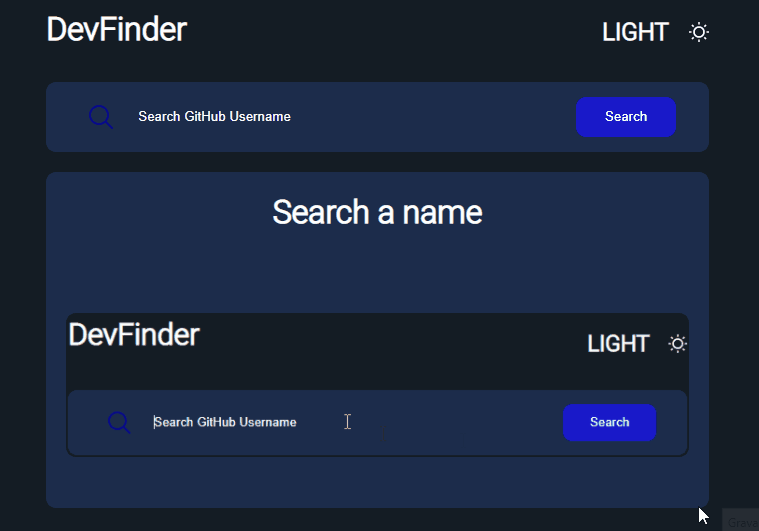 DevFinder
LIGHT
Search GitHub Username
Search
Search a name
DevFinder
LIGHT
Search GitHub Username
Search